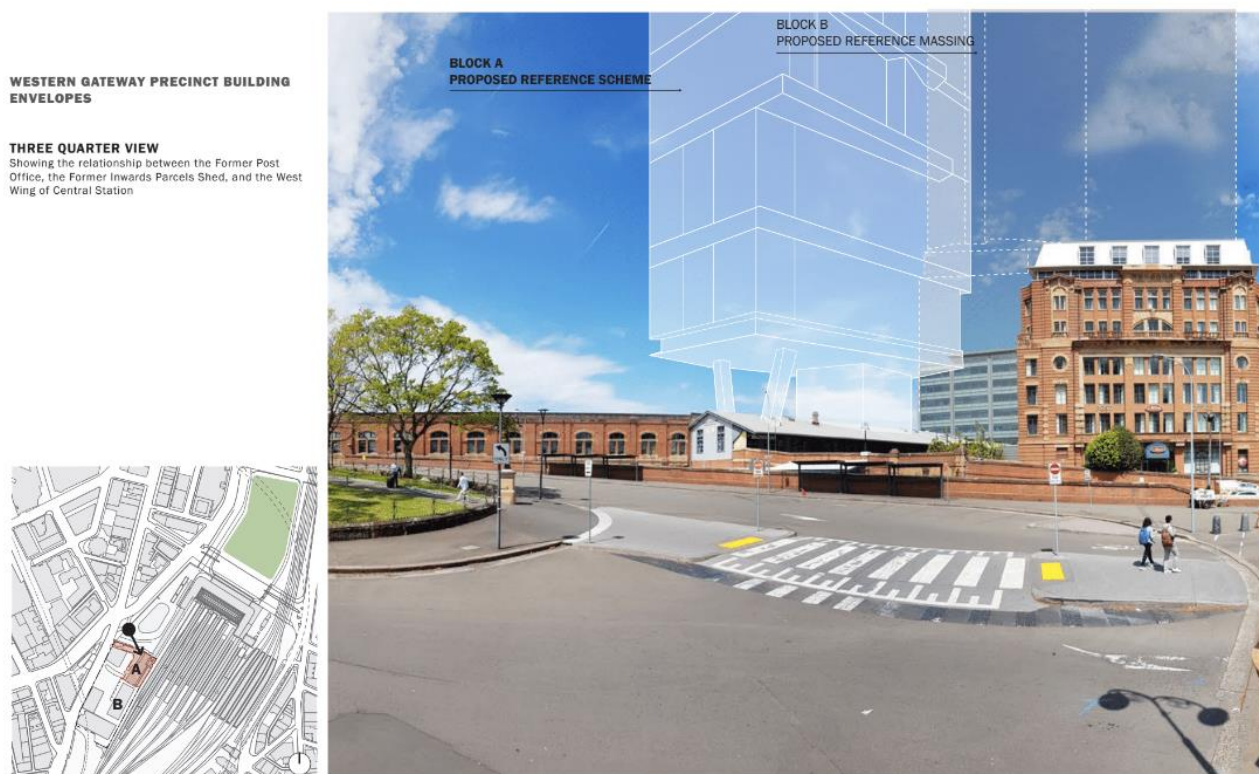 WESTERN GATEWAY PRECINCT BUILDING
ENVELOPES
THREE QUARTER VIEW
Showing the relationship between the Former Post
Office, the Former Inwards Parcels Shed, and the West
Wing of Central Station
BLOCK A
PROPOSED REFERENCE SCHEME
BLOCK B
PROPOSED REFERENCE MASSING
A
B